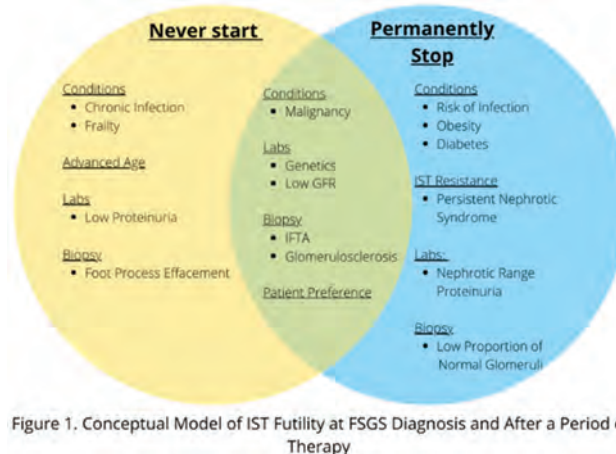 Never start
Conditions
• Chronic Infection
• Frailty
Advanced Age
Labs
• Low Proteinuria
Biopsy
• Foot Process Effacement
Conditions
• Malignancy
Labs
• Genetics
• Low GFR
Biopsy
• IFTA
• Glomerulosclerosis
Patient Preference
Permanently
Stop
Conditions
• Risk of Infection
• Obesity
• Diabetes
IST Resistance
• Persistent Nephrotic
Syndrome
Labs:
• Nephrotic Range
Proteinuria
Biopsy
• Low Proportion of
Normal Glomeruli
Figure 1. Conceptual Model of IST Futility at FSGS Diagnosis and After a Period
Therapy